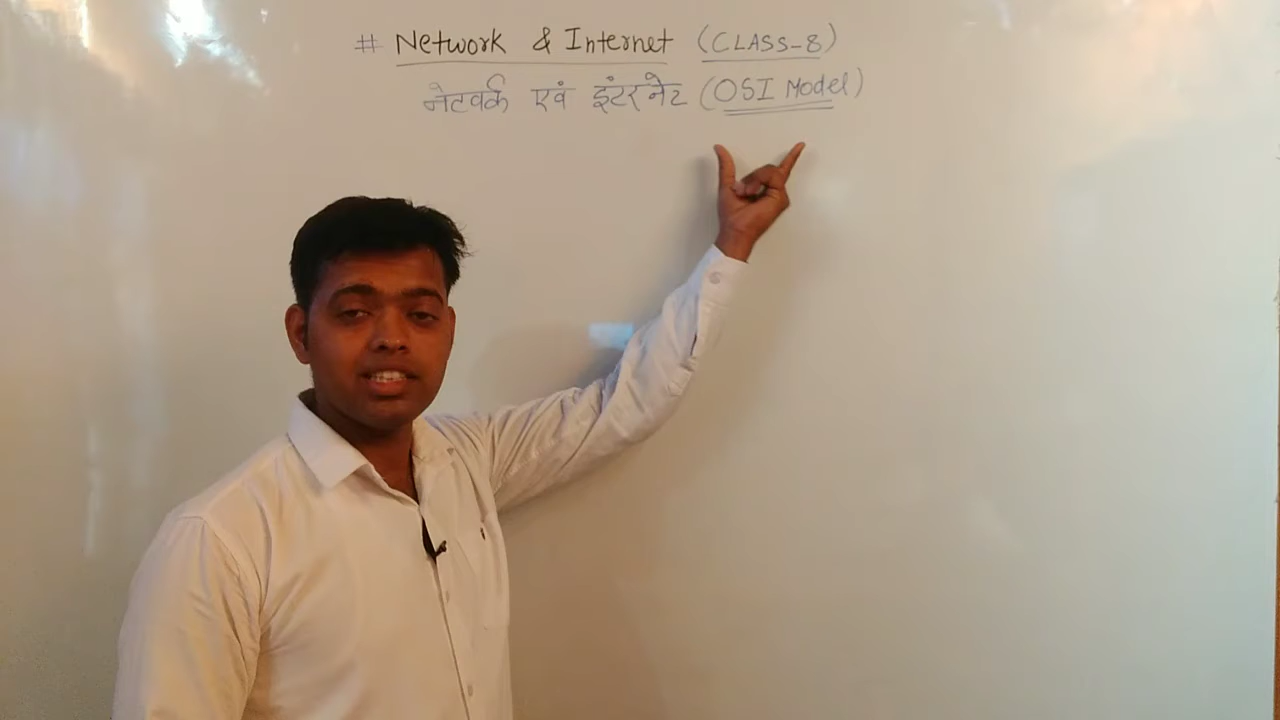 # Network & Internet (CLASS-8)
नेटवर्क एवं इंटरनेट (OSI Model)